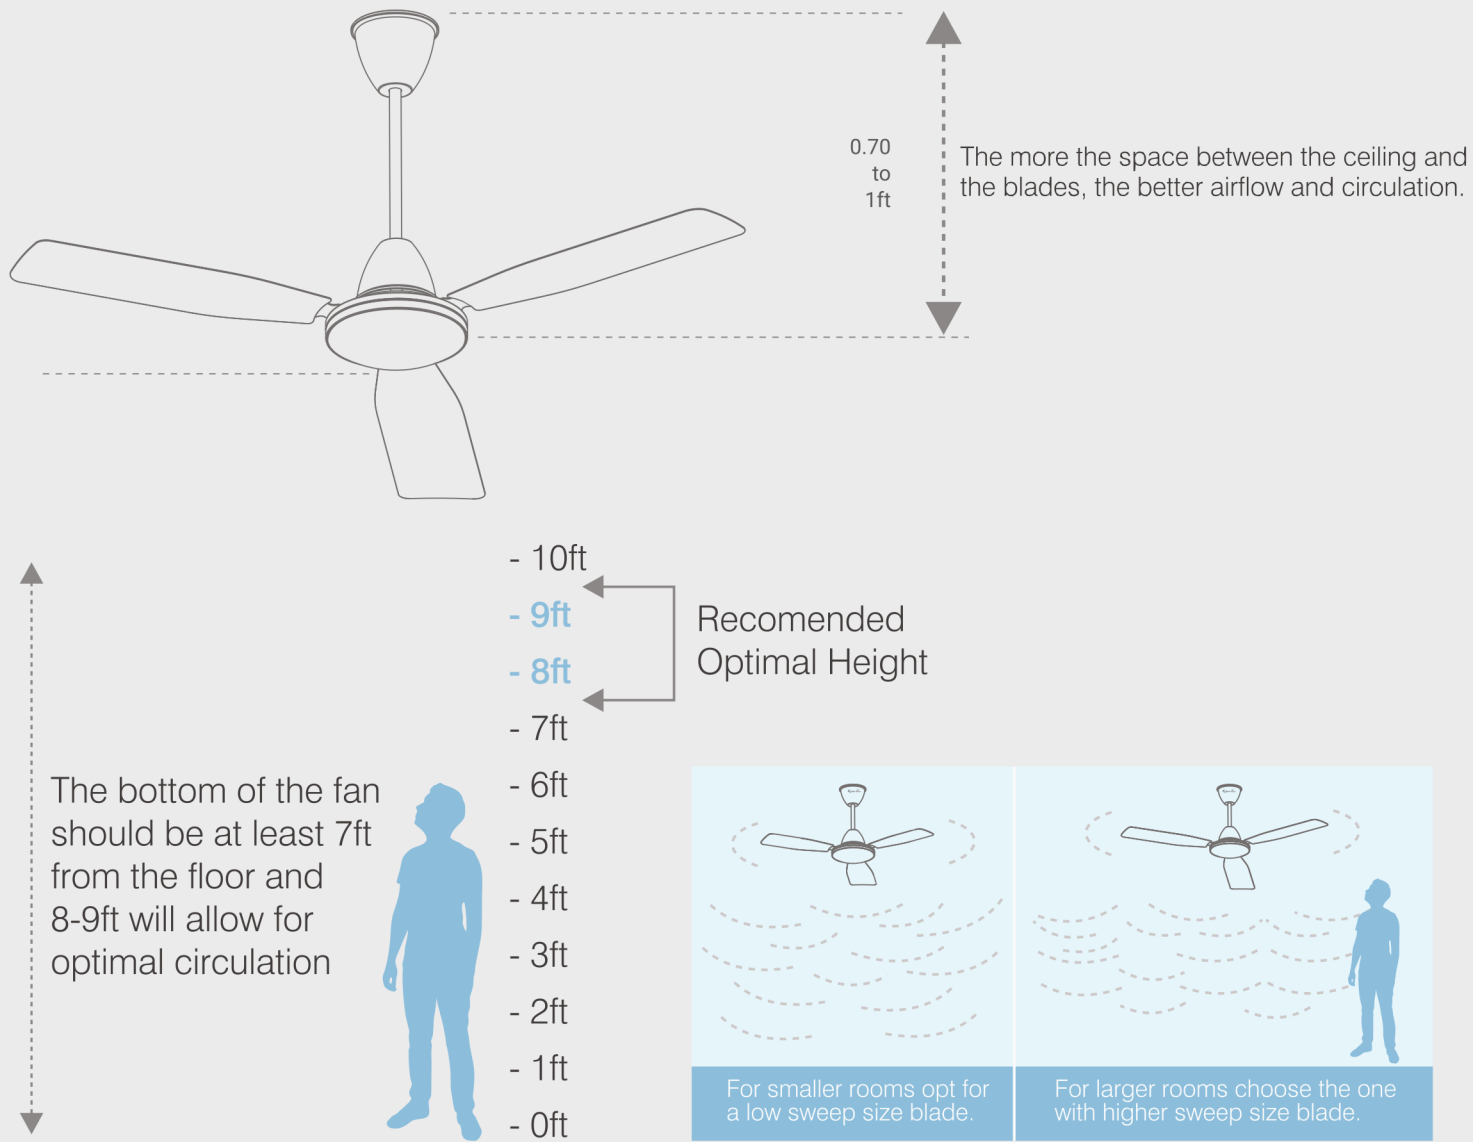 0.70
to
1ft
The more the space between the ceiling and
the blades, the better airflow and circulation.
- 10ft
- 9ft
- 8ft
- 7ft
- 6ft
- 5ft
- 4ft
- 3ft
- 2ft
- 1ft
- 0ft
Recomended
Optimal Height
The bottom of the fan
should be at least 7ft
from the floor and
8-9ft will allow for
optimal circulation
For smaller rooms opt for
a low sweep size blade.
For larger rooms choose the one
with higher sweep size blade.